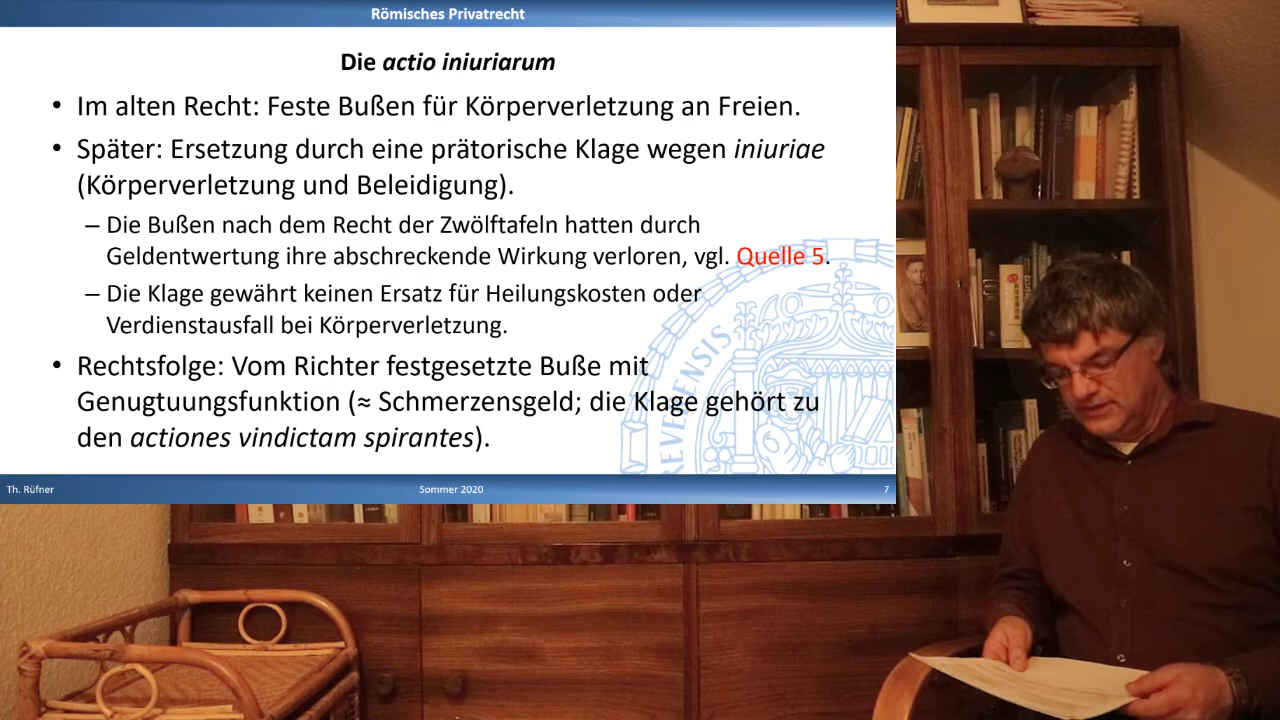 Römisches Privatrecht
Die actio iniuriarum
• Im alten Recht: Feste Bußen für Körperverletzung an Freien.
• Später: Ersetzung durch eine prätorische Klage wegen iniuriae
(Körperverletzung und Beleidigung).
– Die Bußen nach dem Recht der Zwölftafeln hatten durch
Geldentwertung ihre abschreckende Wirkung verloren, vgl. Quelle 5.
– Die Klage gewährt keinen Ersatz für Heilungskosten oder
Verdienstausfall bei Körperverletzung.
• Rechtsfolge: Vom Richter festgesetzte Buße mit
Genugtuungsfunktion (≈ Schmerzensgeld; die Klage gehört zu
den actiones vindictam spirantes).
REVERENSIS
Th. Rüfner
Sommer 2020
7